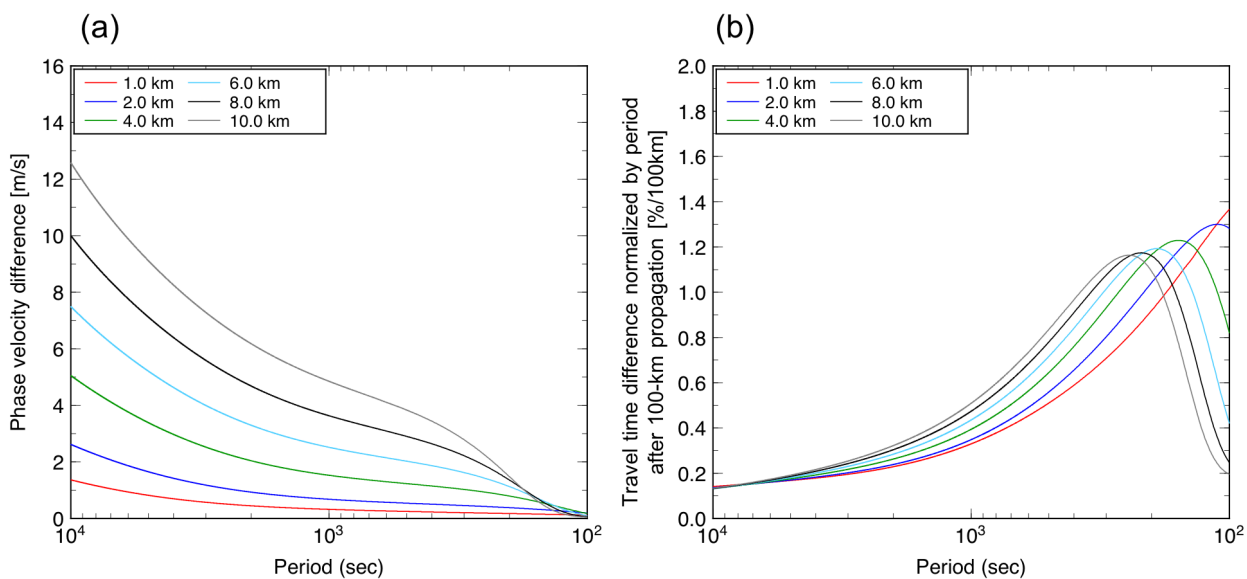 (a)
16
14
12
10
8
6
4
2
0
Phase velocity difference [m/s]
1.0 km
2.0 km
4.0 km
6.0 km
8.0 km
10.0 km
10⁴
10³
10²
Period (sec)
(b)
2.0
1.8
1.6
1.4
1.2
1.0
0.8
0.6
0.4
0.2
0.0
Travel time difference normalized by period
after 100-km propagation [%/100km]
1.0 km
2.0 km
4.0 km
6.0 km
8.0 km
10.0 km
10⁴
10³
10²
Period (sec)